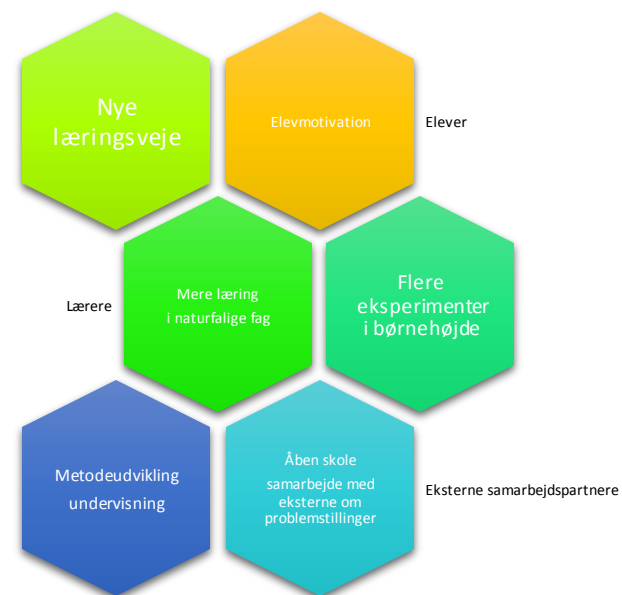 Nye
læringsveje
Elevmotivation
Elever
Lærere
Mere læring
i naturfalige fag
Flere
eksperimenter
i børnehøjde
Metodeudvikling
undervisning
Åben skole
samarbejde med
eksterne om
problemstillinger
Eksterne samarbejdspartnere